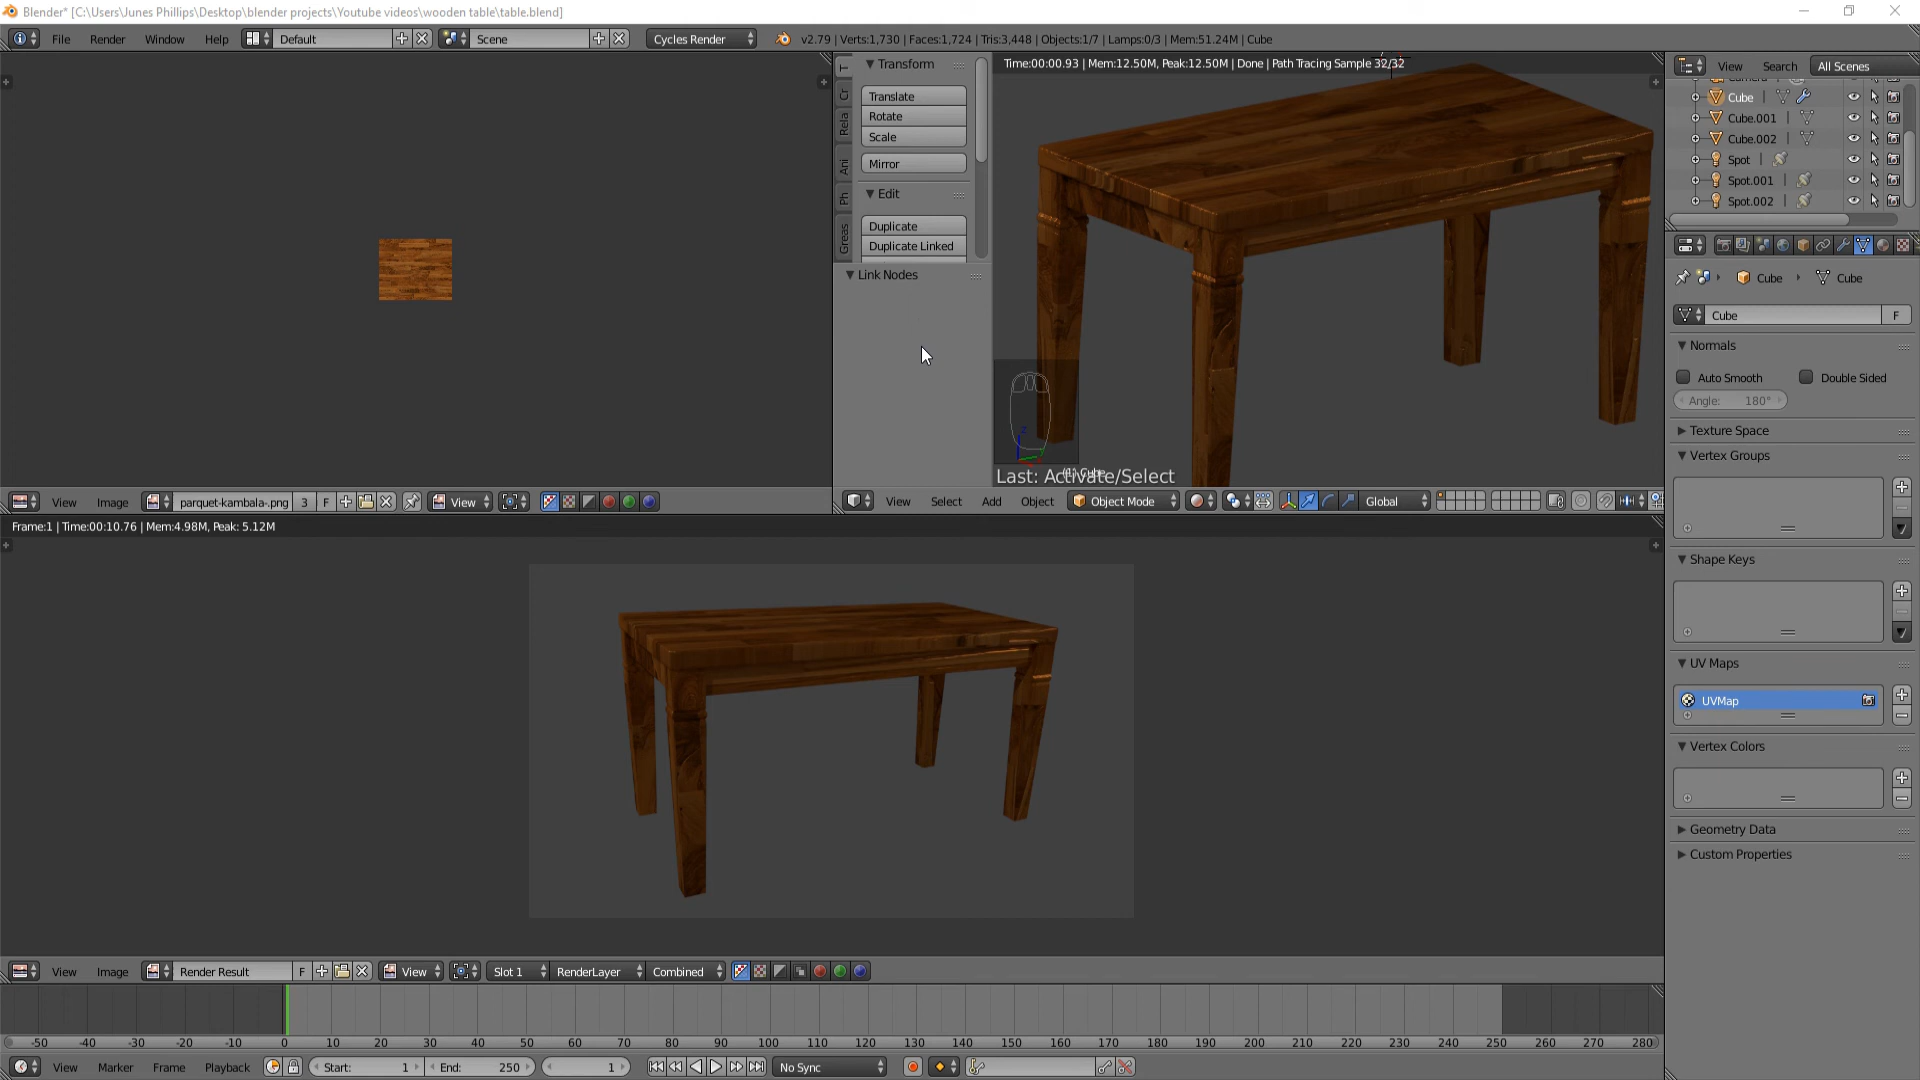 Blender* [C:\Users\Junes Phillips\Desktop\blender projects\Youtube videos\wooden table\table.blend]
File Render Window Help Default Scene Cycles Render v2.79 | Verts:1,730 | Faces:1,724 | Tris:3,448 | Objects:1/7 | Lamps:0/3 | Mem:51.24M | Cube
T
Cr
Rela
Ani
Ph
Greas
Transform
Translate
Rotate
Scale
Mirror
Edit
Duplicate
Duplicate Linked
Link Nodes
Time:00:00.93 | Mem:12.50M, Peak:12.50M | Done | Path Tracing Sample 32/32
Z
(1) Cube
Last: Activate/Select
View Image parquet-kambala-.png 3 F View
View Select Add Object Object Mode Global
Frame:1 | Time:00:10.76 | Mem:4.98M, Peak: 5.12M
View Image Render Result F View Slot 1 RenderLayer Combined
-50 -40 -30 -20 -10 0 10 20 30 40 50 60 70 80 90 100 110 120 130 140 150 160 170 180 190 200 210 220 230 240 250 260 270 280
View Marker Frame Playback Start: 1 End: 250 1 No Sync
View Search All Scenes
Camera
Cube
Cube.001
Cube.002
Spot
Spot.001
Spot.002
Cube Cube
Cube F
Normals
Auto Smooth Double Sided
Angle: 180°
Texture Space
Vertex Groups
Shape Keys
UV Maps
UVMap
Vertex Colors
Geometry Data
Custom Properties